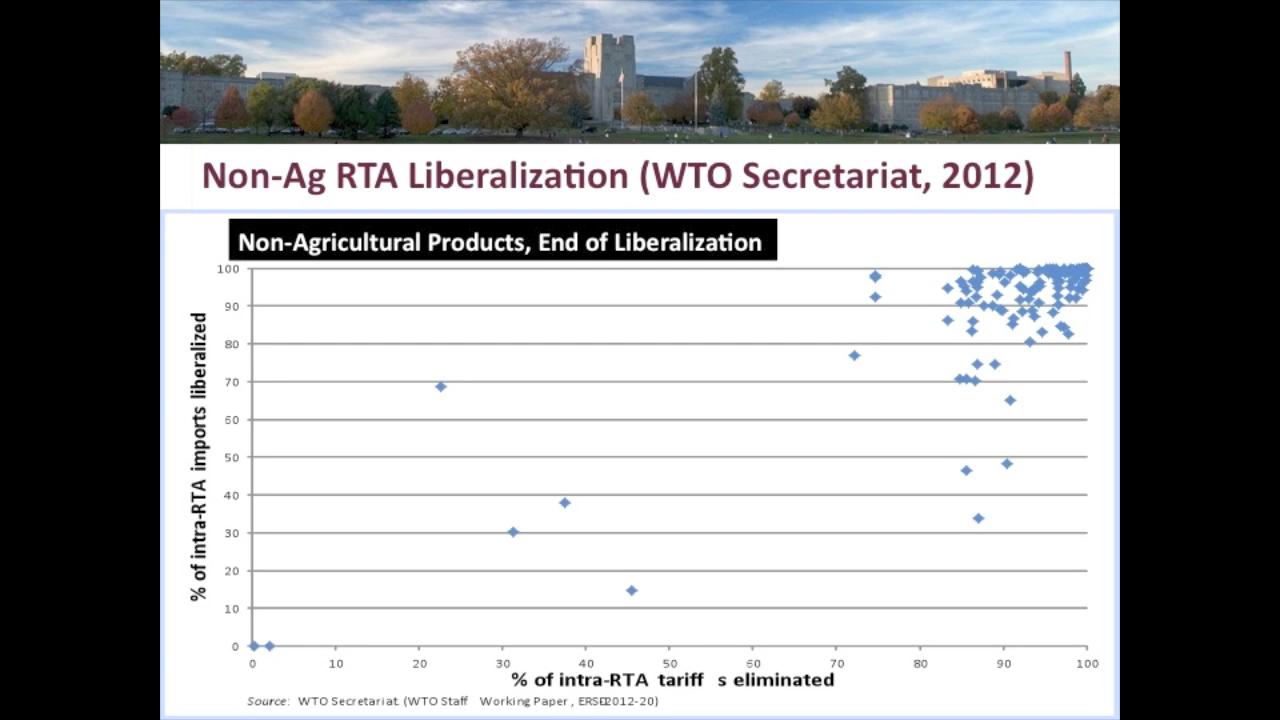 Non-Ag RTA Liberalization (WTO Secretariat, 2012)
Non-Agricultural Products, End of Liberalization
% of intra-RTA imports liberalized
100
90
80
70
60
50
40
30
20
10
0
0 10 20 30 40 50 60 70 80 90 100
% of intra-RTA tariff s eliminated
Source: WTO Secretariat. (WTO Staff Working Paper, ERSD2012-20)